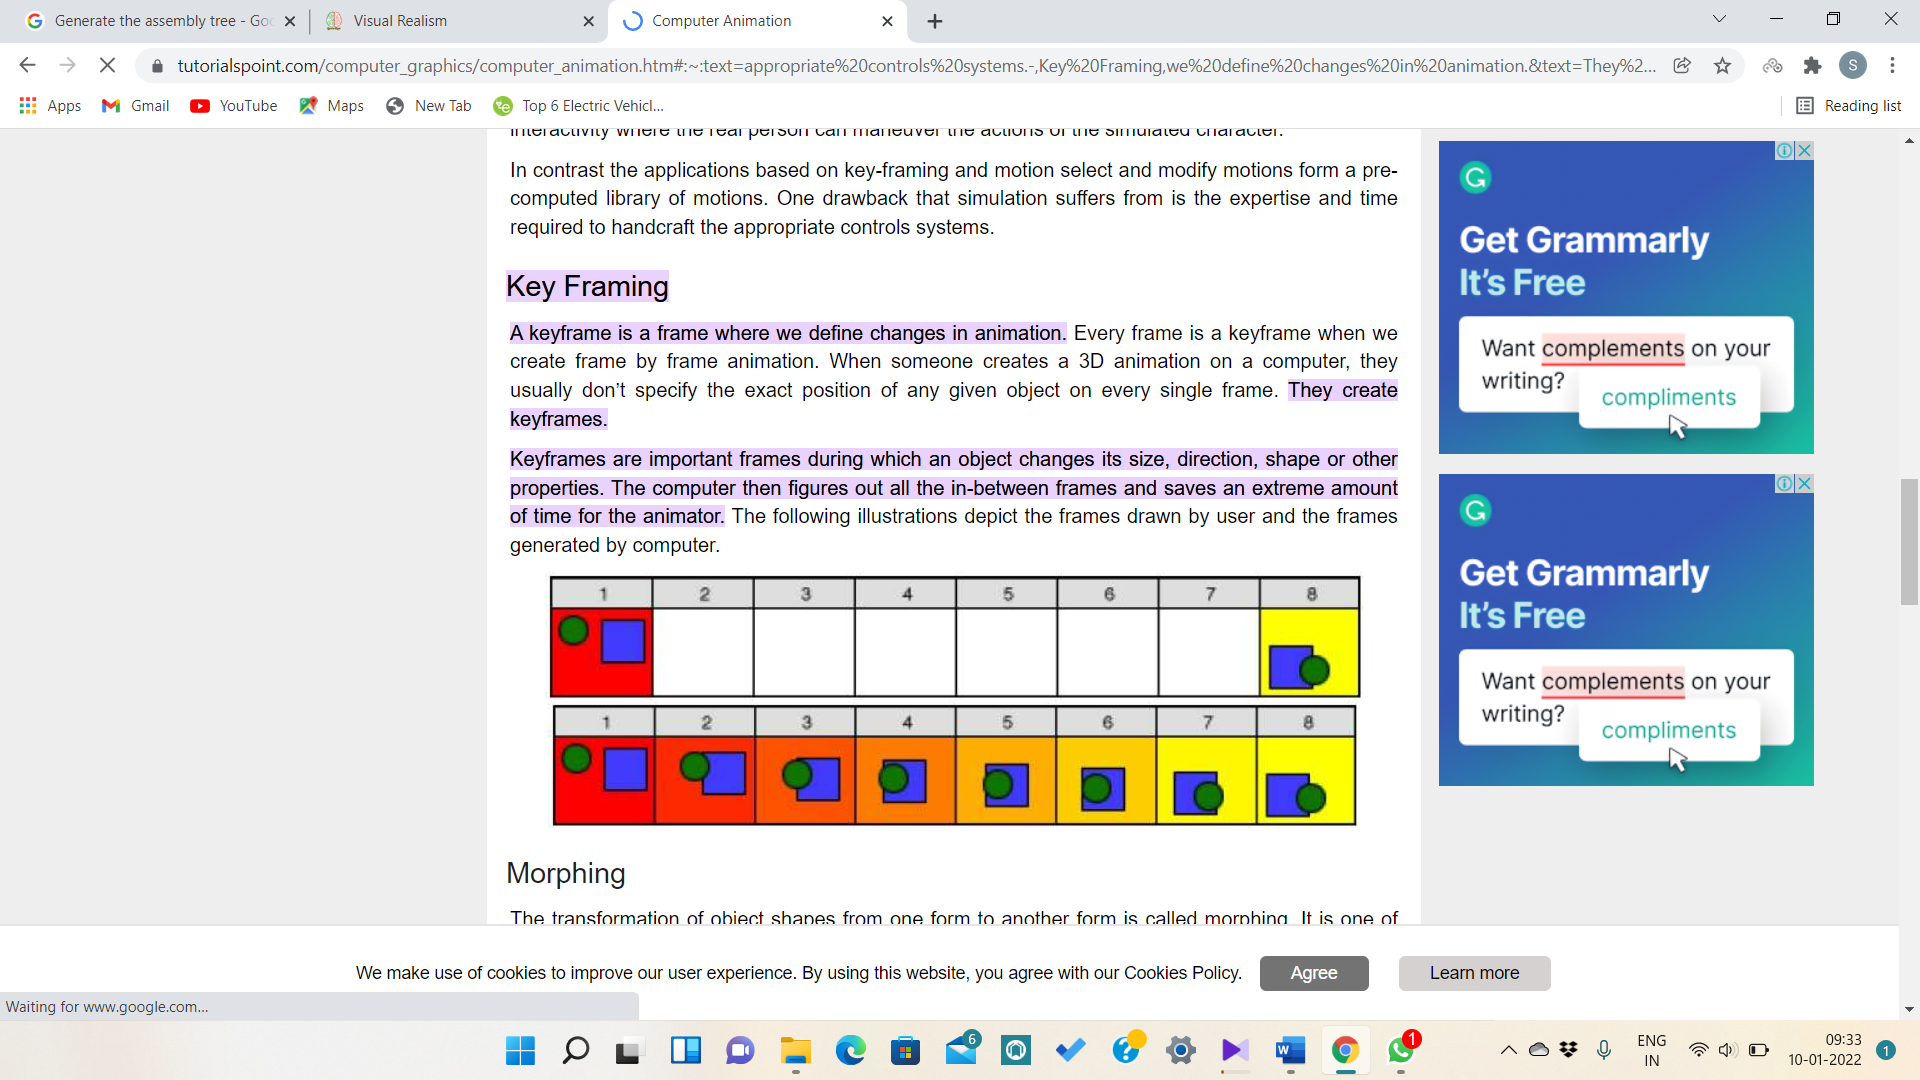 Generate the assembly tree - Goo
Visual Realism
Computer Animation
tutorialspoint.com/computer_graphics/computer_animation.htm#:~:text=appropriate%20controls%20systems.-,Key%20Framing,we%20define%20changes%20in%20animation.&text=They%2...
S
Apps
Gmail
YouTube
Maps
New Tab
Top 6 Electric Vehicl...
Reading list
interactivity where the real person can maneuver the actions of the simulated character.
In contrast the applications based on key-framing and motion select and modify motions form a pre-
computed library of motions. One drawback that simulation suffers from is the expertise and time
required to handcraft the appropriate controls systems.
Key Framing
A keyframe is a frame where we define changes in animation. Every frame is a keyframe when we
create frame by frame animation. When someone creates a 3D animation on a computer, they
usually don’t specify the exact position of any given object on every single frame. They create
keyframes.
Keyframes are important frames during which an object changes its size, direction, shape or other
properties. The computer then figures out all the in-between frames and saves an extreme amount
of time for the animator. The following illustrations depict the frames drawn by user and the frames
generated by computer.
1 2 3 4 5 6 7 8
1 2 3 4 5 6 7 8
Morphing
The transformation of object shapes from one form to another form is called morphing. It is one of
Get Grammarly
It’s Free
Want complements on your
writing?
compliments
Get Grammarly
It’s Free
Want complements on your
writing?
compliments
We make use of cookies to improve our user experience. By using this website, you agree with our Cookies Policy.
Agree
Learn more
Waiting for www.google.com...
6
1
ENG
IN
09:33
10-01-2022
1